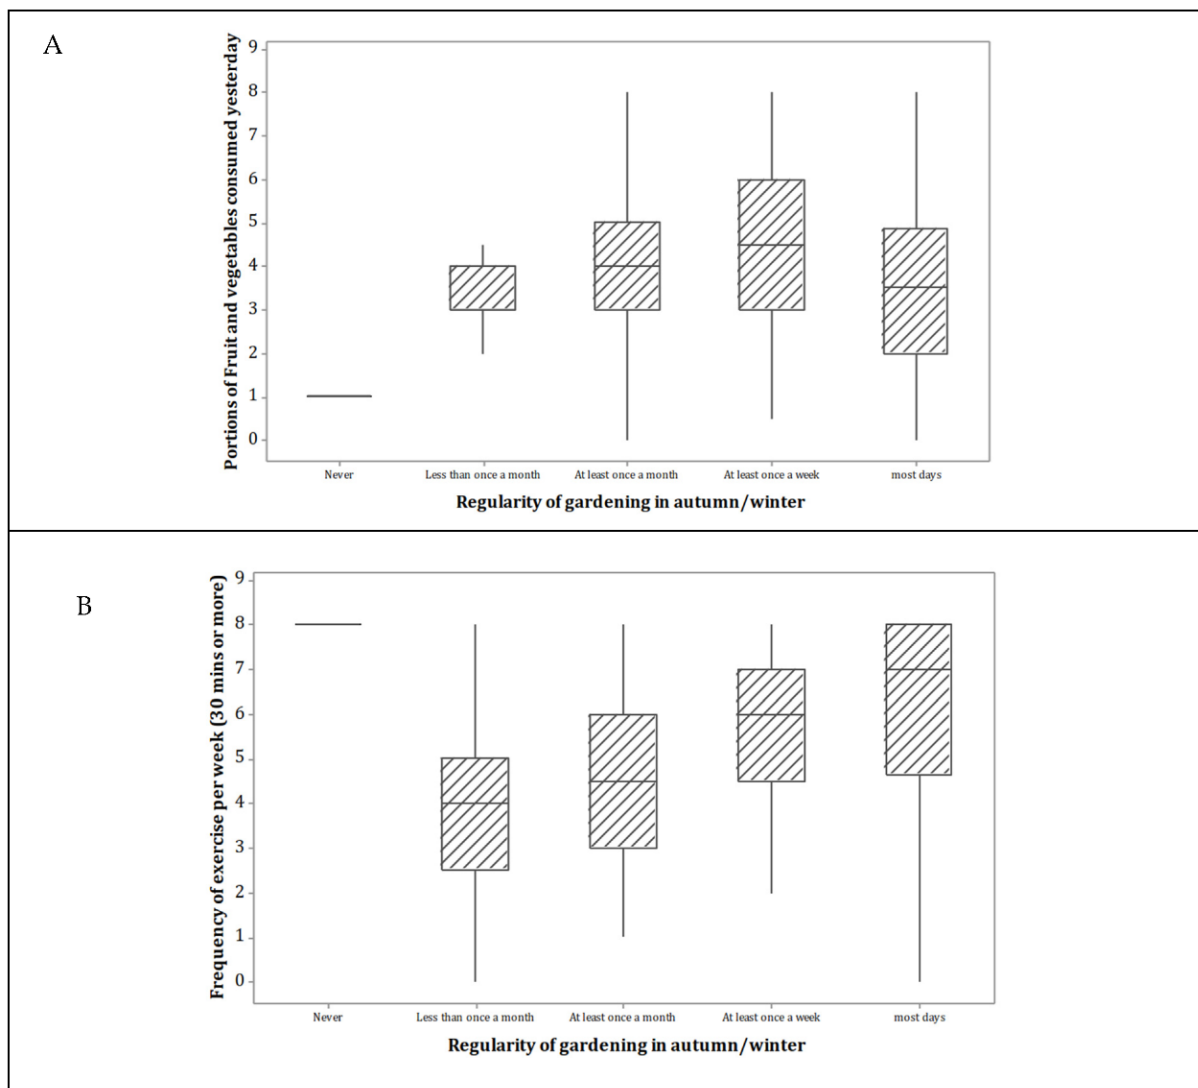 A
Portions of Fruit and vegetables consumed yesterday
9
8
7
6
5
4
3
2
1
0
Never Less than once a month At least once a month At least once a week most days
Regularity of gardening in autumn/winter
B
Frequency of exercise per week (30 mins or more)
9
8
7
6
5
4
3
2
1
0
Never Less than once a month At least once a month At least once a week most days
Regularity of gardening in autumn/winter